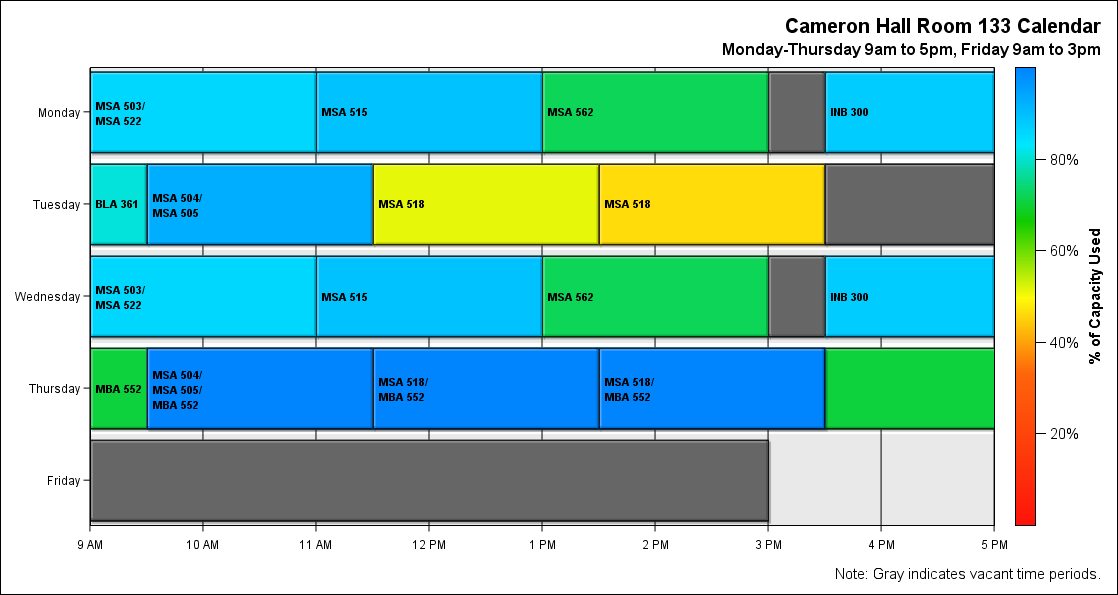 Cameron Hall Room 133 Calendar
Monday-Thursday 9am to 5pm, Friday 9am to 3pm
Monday
MSA 503/
MSA 522
MSA 515
MSA 562
INB 300
Tuesday
BLA 361
MSA 504/
MSA 505
MSA 518
MSA 518
Wednesday
MSA 503/
MSA 522
MSA 515
MSA 562
INB 300
Thursday
MBA 552
MSA 504/
MSA 505/
MBA 552
MSA 518/
MBA 552
MSA 518/
MBA 552
Friday
9 AM
10 AM
11 AM
12 PM
1 PM
2 PM
3 PM
4 PM
5 PM
80%
60%
40%
20%
% of Capacity Used
Note: Gray indicates vacant time periods.